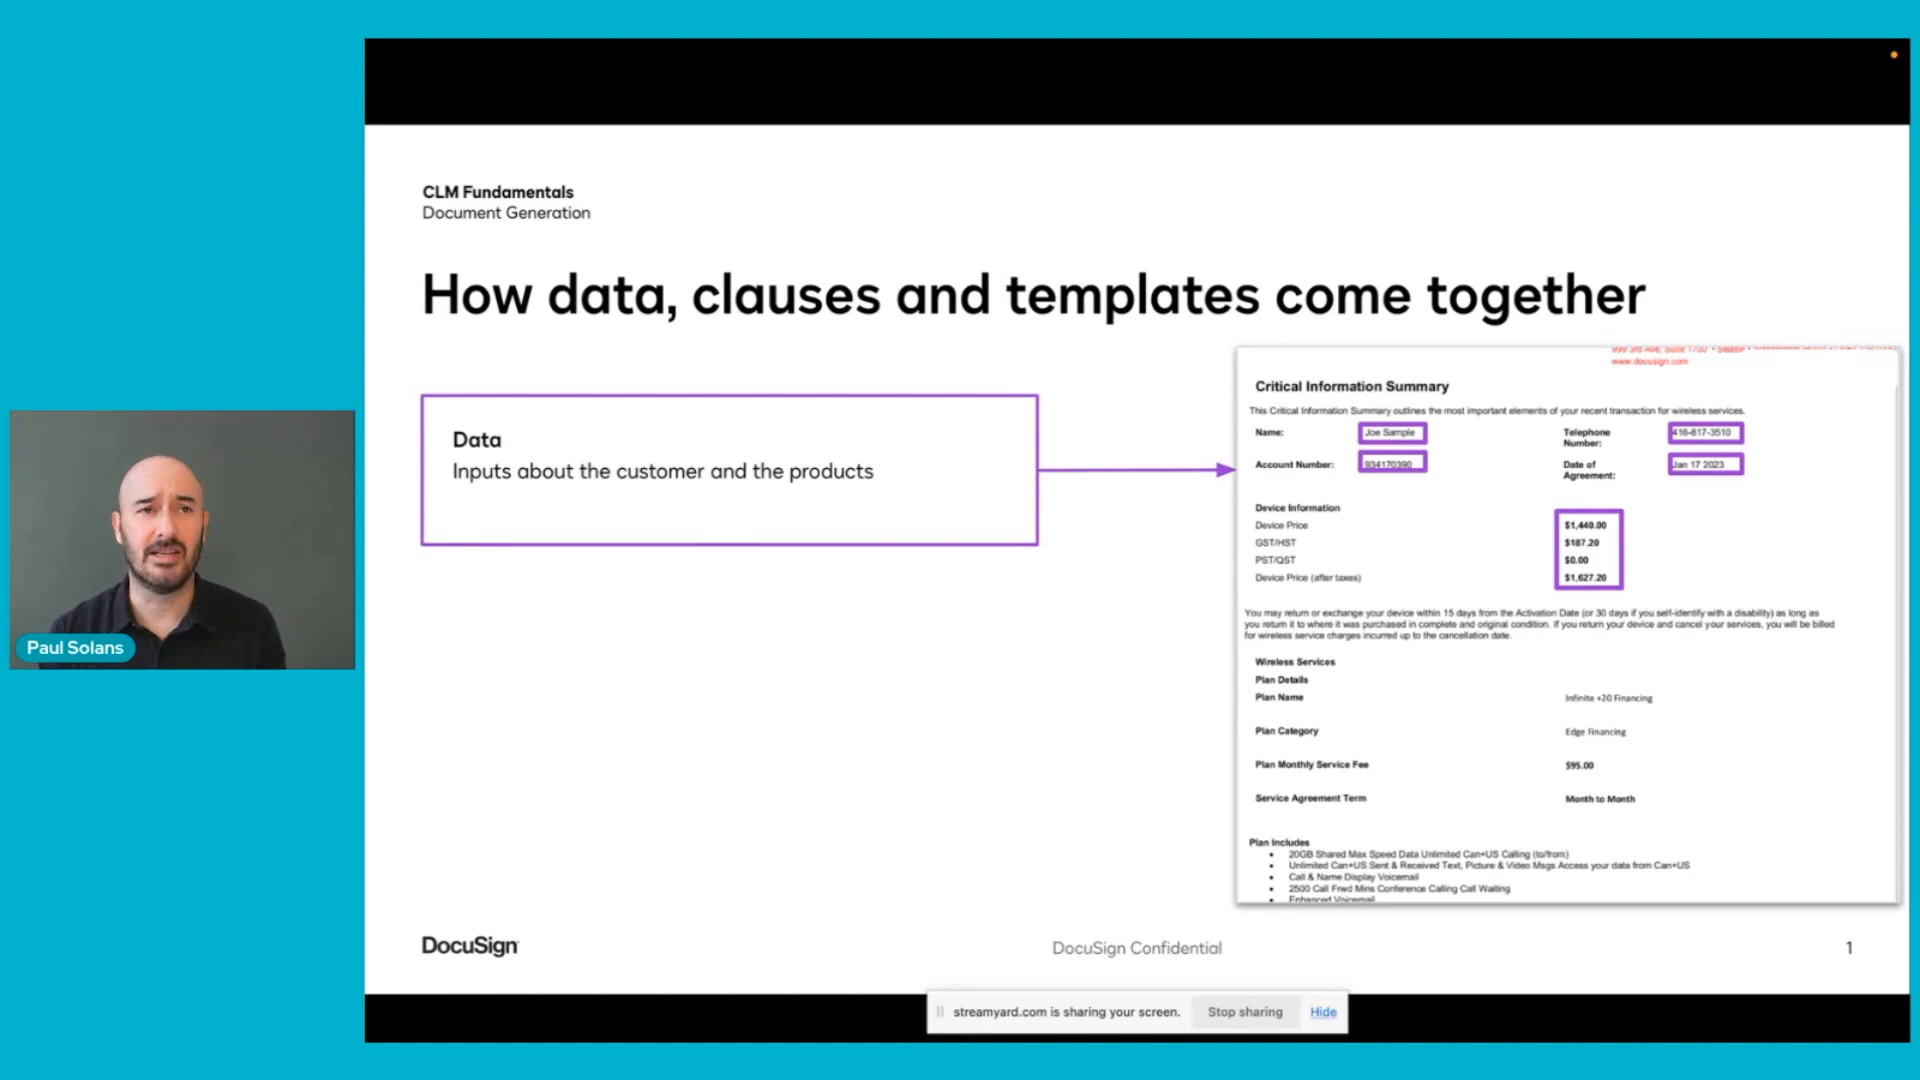 CLM Fundamentals
Document Generation
How data, clauses and templates come together
Data
Inputs about the customer and the products
999 3rd Ave, Suite 1700 • Seattle •
www.docusign.com
Critical Information Summary
This Critical Information Summary outlines the most important elements of your recent transaction for wireless services.
Name: Joe Sample Telephone Number: 416-817-3510
Account Number: 934170390 Date of Agreement: Jan 17 2023
Device Information
Device Price $1,440.00
GST/HST $187.20
PST/QST $0.00
Device Price (after taxes) $1,627.20
You may return or exchange your device within 15 days from the Activation Date (or 30 days if you self-identify with a disability) as long as
you return it to where it was purchased in complete and original condition. If you return your device and cancel your services, you will be billed
for wireless service charges incurred up to the cancellation date.
Wireless Services
Plan Details
Plan Name Infinite +20 Financing
Plan Category Edge Financing
Plan Monthly Service Fee $95.00
Service Agreement Term Month to Month
Plan Includes
• 20GB Shared Max Speed Data Unlimited Can+US Calling (to/from)
• Unlimited Can+US Sent & Received Text, Picture & Video Msgs Access your data from Can+US
• Call & Name Display Voicemail
• 2500 Call Frwd Mins Conference Calling Call Waiting
• Enhanced Voicemail
Paul Solans
DocuSign
DocuSign Confidential
1
streamyard.com is sharing your screen. Stop sharing Hide